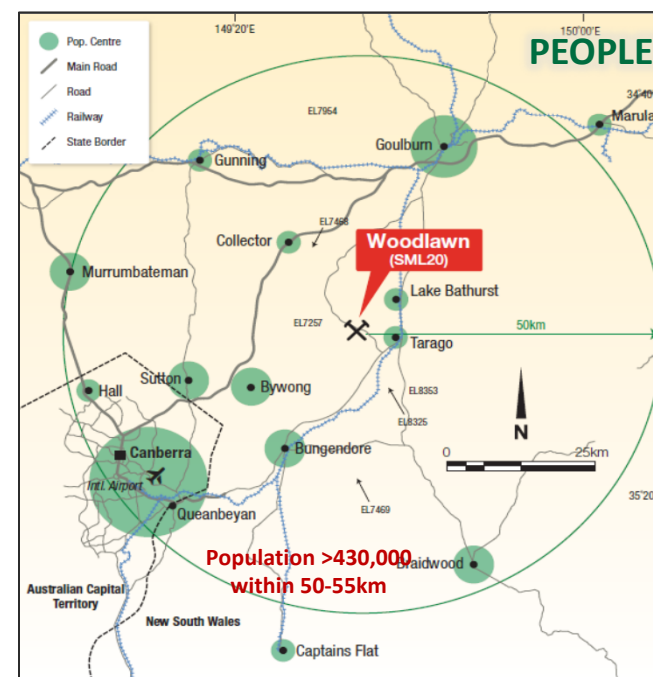 149°20'E
150°00'E
PEOPLE
Pop. Centre
Main Road
Road
Railway
State Border
34°40
Marula
EL7954
Goulburn
Gunning
EL7468
Collector
Woodlawn
(SML20)
Murrumbateman
Lake Bathurst
EL7257
50km
Tarago
Sutton
Hall
Bywong
EL8353
EL8325
N
Canberra
Bungendore
0
25km
Intl. Airport
EL7469
35°20
Queanbeyan
Population >430,000
within 50-55km
Braidwood
Australian Capital
Territory
New South Wales
Captains Flat